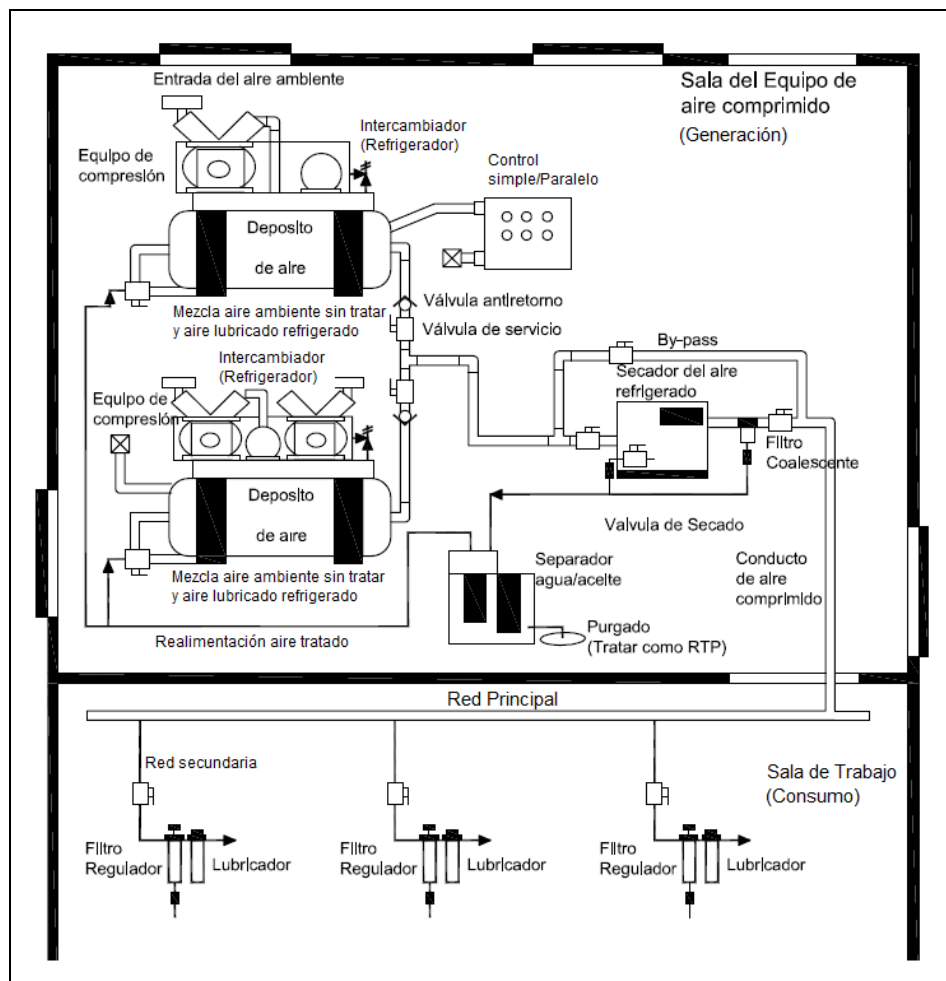 Entrada del aire ambiente
Sala del Equipo de
aire comprimido
(Generación)
Intercambiador
(Refrigerador)
Equipo de
compresión
Control
simple/Paralelo
Deposito
de aire
Válvula antiretorno
Mezcla aire ambiente sin tratar
y aire lubricado refrigerado
Válvula de servicio
By-pass
Intercambiador
(Refrigerador)
Secador del aire
refrigerado
Equipo de
compresión
Filtro
Coalescente
Deposito
de aire
Valvula de Secado
Separador
agua/aceite
Conducto
de aire
comprimido
Mezcla aire ambiente sin tratar
y aire lubricado refrigerado
Realimentación aire tratado
Purgado
(Tratar como RTP)
Red Principal
Red secundaria
Sala de Trabajo
(Consumo)
Filtro
Regulador
Lubricador
Filtro
Regulador
Lubricador
Filtro
Regulador
Lubricador